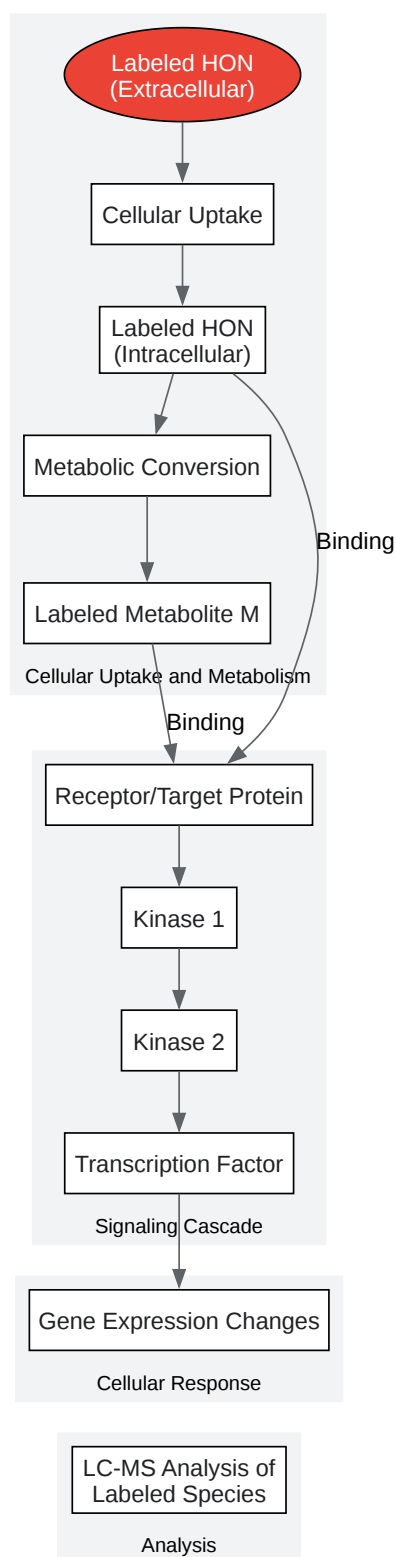 Labeled HON
(Extracellular)
Cellular Uptake
Labeled HON
(Intracellular)
Metabolic Conversion
Binding
Labeled Metabolite M
Cellular Uptake and Metabolism
Binding
Receptor/Target Protein
Kinase 1
Kinase 2
Transcription Factor
Signaling Cascade
Gene Expression Changes
Cellular Response
LC-MS Analysis of
Labeled Species
Analysis